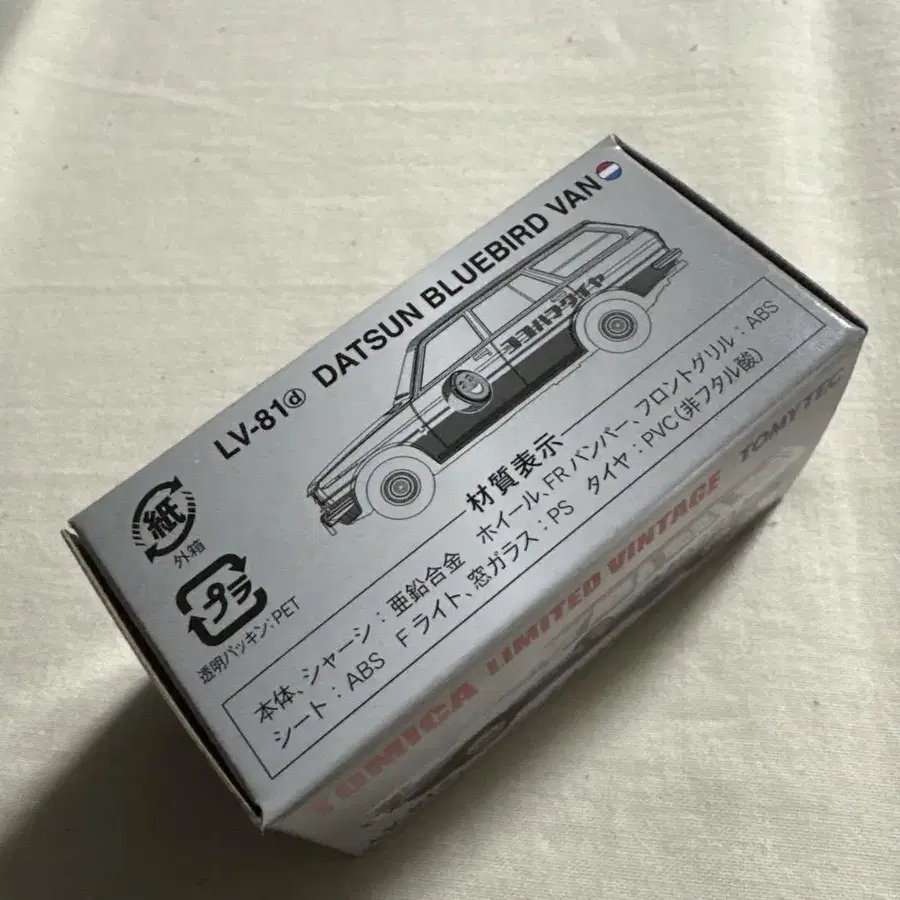 LV-81ⓓ DATSUN BLUEBIRD VAN
ヨコハマタイヤ
紙
外箱
プラ
透明パッキン:PET
材質表示
本体、シャーシ：亜鉛合金 ホイール、FRバンパー、フロントグリル：ABS
シート：ABS Fライト、窓ガラス：PS タイヤ：PVC(非フタル酸)
TOMICA LIMITED VINTAGE TOMYTEC